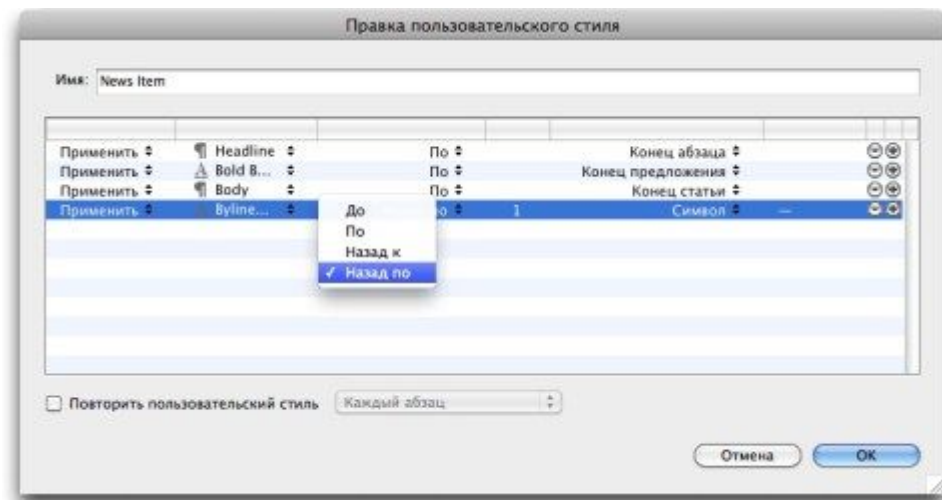 Правка пользовательского стиля
Имя: News Item
Применить Headline По Конец абзаца
Применить Bold B... По Конец предложения
Применить Body По Конец статьи
Применить Byline... 1 Символ —
До
По
Назад к
✓ Назад по
Повторить пользовательский стиль Каждый абзац
Отмена OK